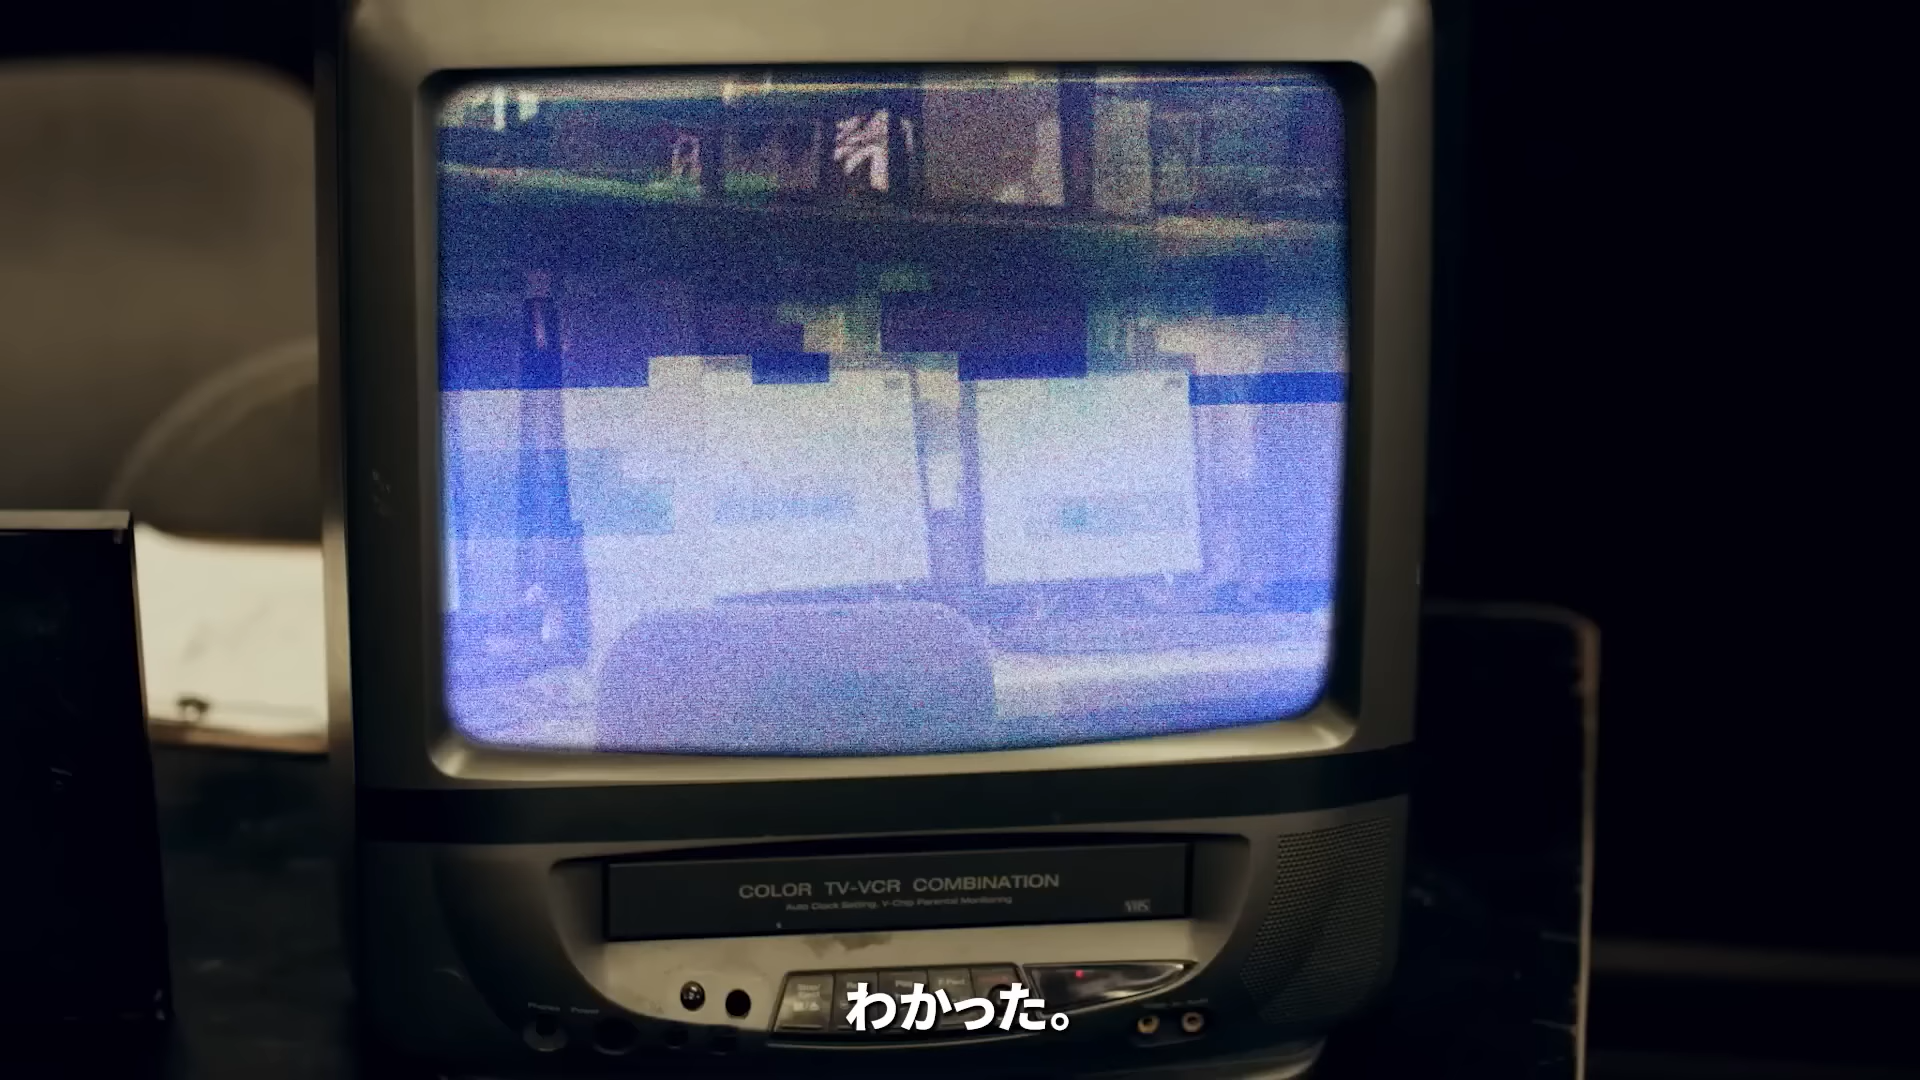 COLOR TV-VCR COMBINATION
Auto Clock Setting, V-Chip Parental Monitoring
VHS
わかった。